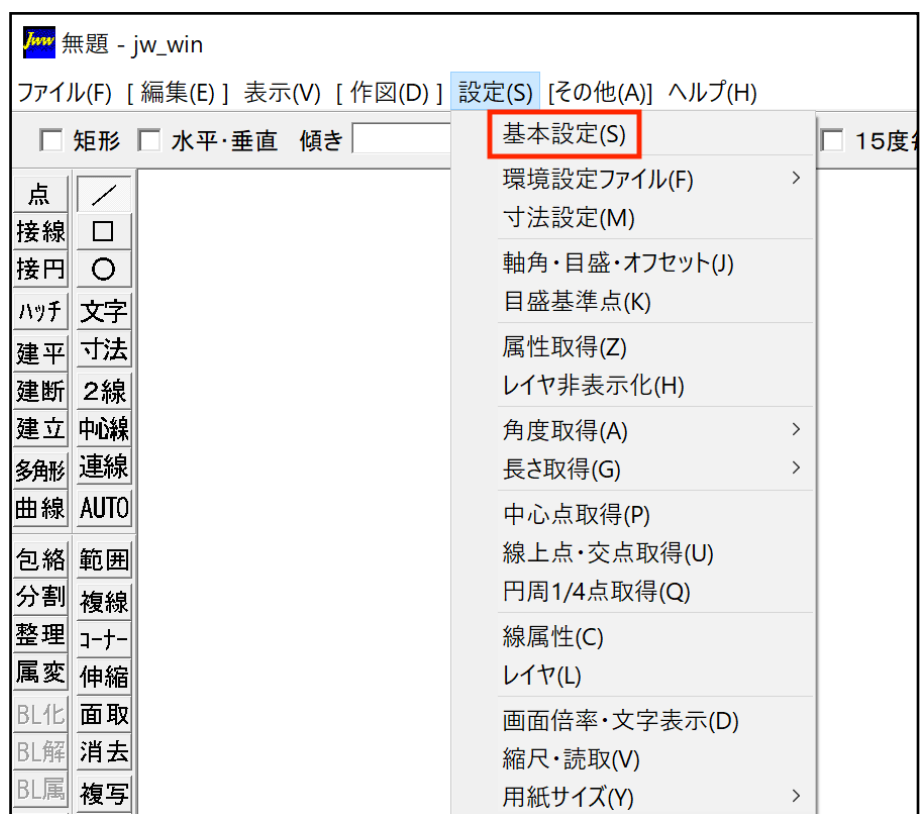 Jww 無題 - jw_win
ファイル(F) [ 編集(E) ] 表示(V) [ 作図(D) ] 設定(S) [その他(A)] ヘルプ(H)
矩形 水平･垂直 傾き 15度
基本設定(S)
環境設定ファイル(F)
寸法設定(M)
軸角･目盛･オフセット(J)
目盛基準点(K)
属性取得(Z)
レイヤ非表示化(H)
角度取得(A)
長さ取得(G)
中心点取得(P)
線上点･交点取得(U)
円周1/4点取得(Q)
線属性(C)
レイヤ(L)
画面倍率･文字表示(D)
縮尺･読取(V)
用紙サイズ(Y)
点 ／
接線 □
接円 ○
ハッチ 文字
建平 寸法
建断 2線
建立 中心線
多角形 連線
曲線 AUTO
包絡 範囲
分割 複線
整理 コーナー
属変 伸縮
BL化 面取
BL解 消去
BL属 複写